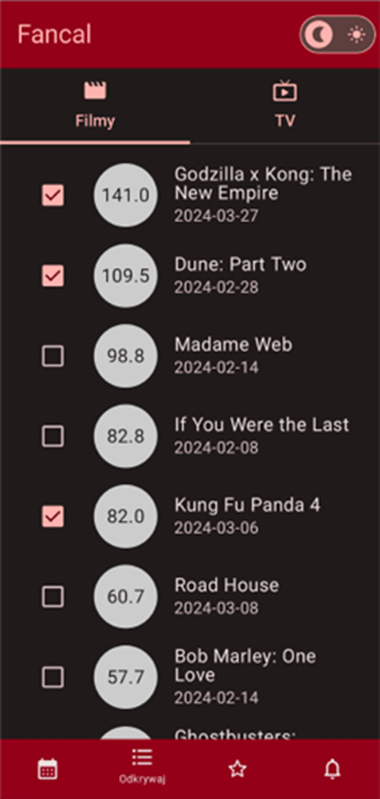 Fancal
Filmy
TV
141.0
Godzilla x Kong: The
New Empire
2024-03-27
109.5
Dune: Part Two
2024-02-28
98.8
Madame Web
2024-02-14
82.8
If You Were the Last
2024-02-08
82.0
Kung Fu Panda 4
2024-03-06
60.7
Road House
2024-03-08
57.7
Bob Marley: One
Love
2024-02-14
Ghostbusters:
Odkrywaj